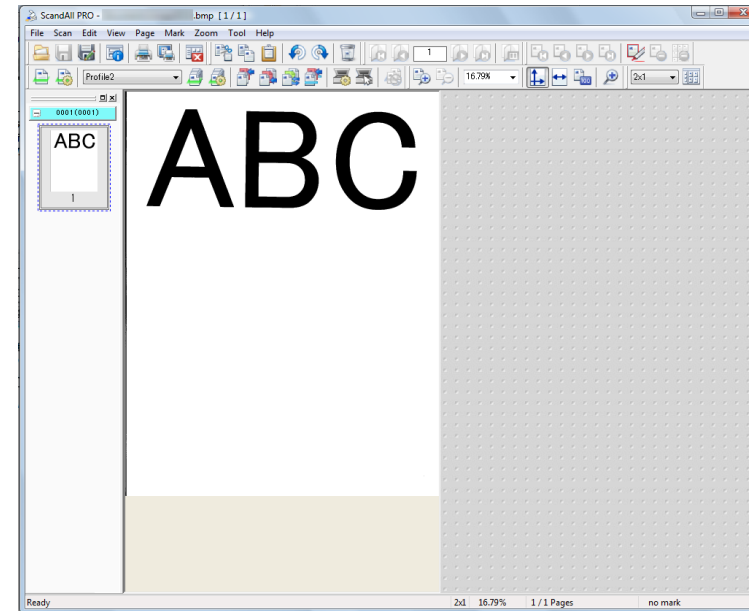 ScandAll PRO - .bmp [ 1 / 1 ]
File Scan Edit View Page Mark Zoom Tool Help
1
Profile2 16.79% 2x1
0001(0001)
ABC
1
ABC
Ready 2x1 16.79% 1 / 1 Pages no mark